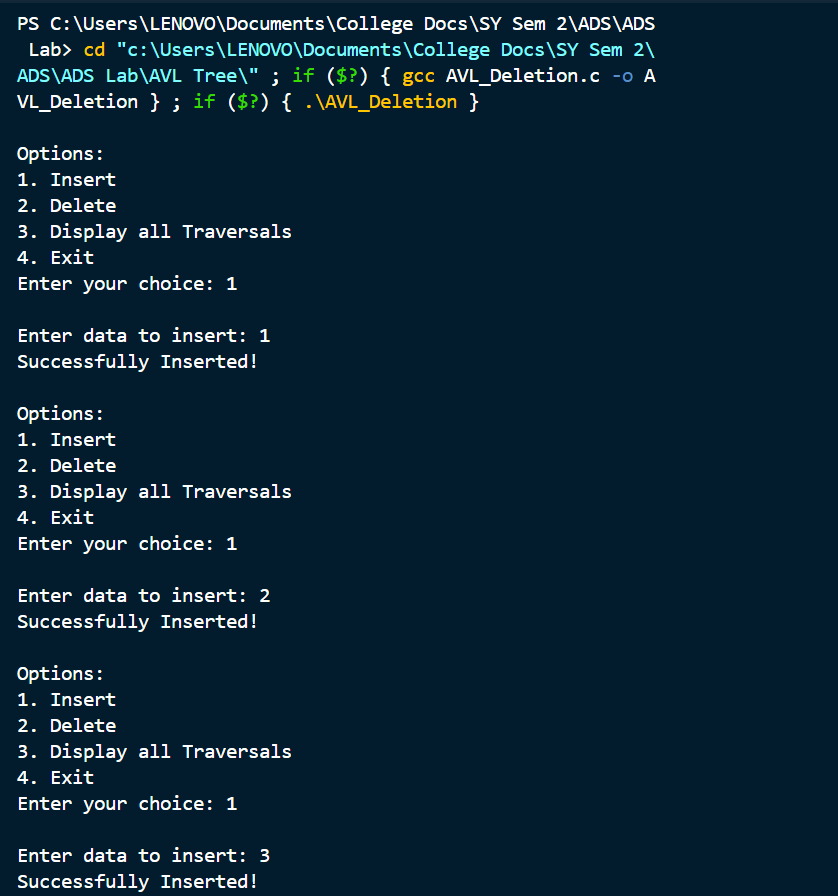 PS C:\Users\LENOVO\Documents\College Docs\SY Sem 2\ADS\ADS
 Lab> cd "c:\Users\LENOVO\Documents\College Docs\SY Sem 2\
ADS\ADS Lab\AVL Tree\" ; if ($?) { gcc AVL_Deletion.c -o A
VL_Deletion } ; if ($?) { .\AVL_Deletion }

Options:
1. Insert
2. Delete
3. Display all Traversals
4. Exit
Enter your choice: 1

Enter data to insert: 1
Successfully Inserted!

Options:
1. Insert
2. Delete
3. Display all Traversals
4. Exit
Enter your choice: 1

Enter data to insert: 2
Successfully Inserted!

Options:
1. Insert
2. Delete
3. Display all Traversals
4. Exit
Enter your choice: 1

Enter data to insert: 3
Successfully Inserted!